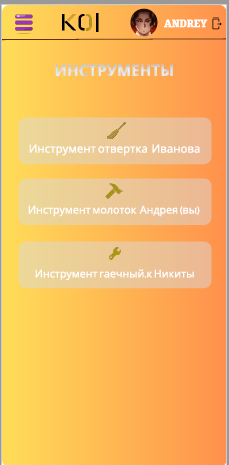 KOI
ANDREY
ИНСТРУМЕНТЫ
Инструмент отвертка Иванова
Инструмент молоток Андрея (вы)
Инструмент гаечный.к Никиты